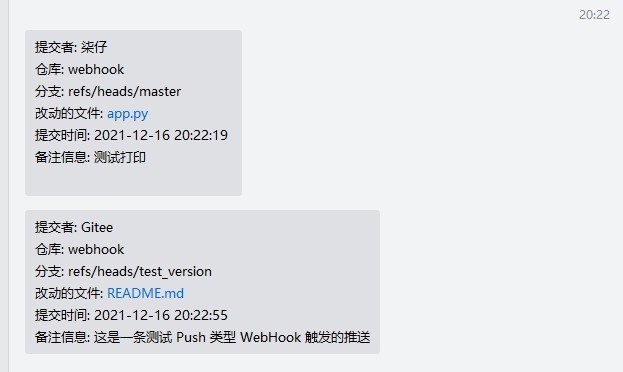 20:22
提交者: 柒仔
仓库: webhook
分支: refs/heads/master
改动的文件: app.py
提交时间: 2021-12-16 20:22:19
备注信息: 测试打印
提交者: Gitee
仓库: webhook
分支: refs/heads/test_version
改动的文件: README.md
提交时间: 2021-12-16 20:22:55
备注信息: 这是一条测试 Push 类型 WebHook 触发的推送